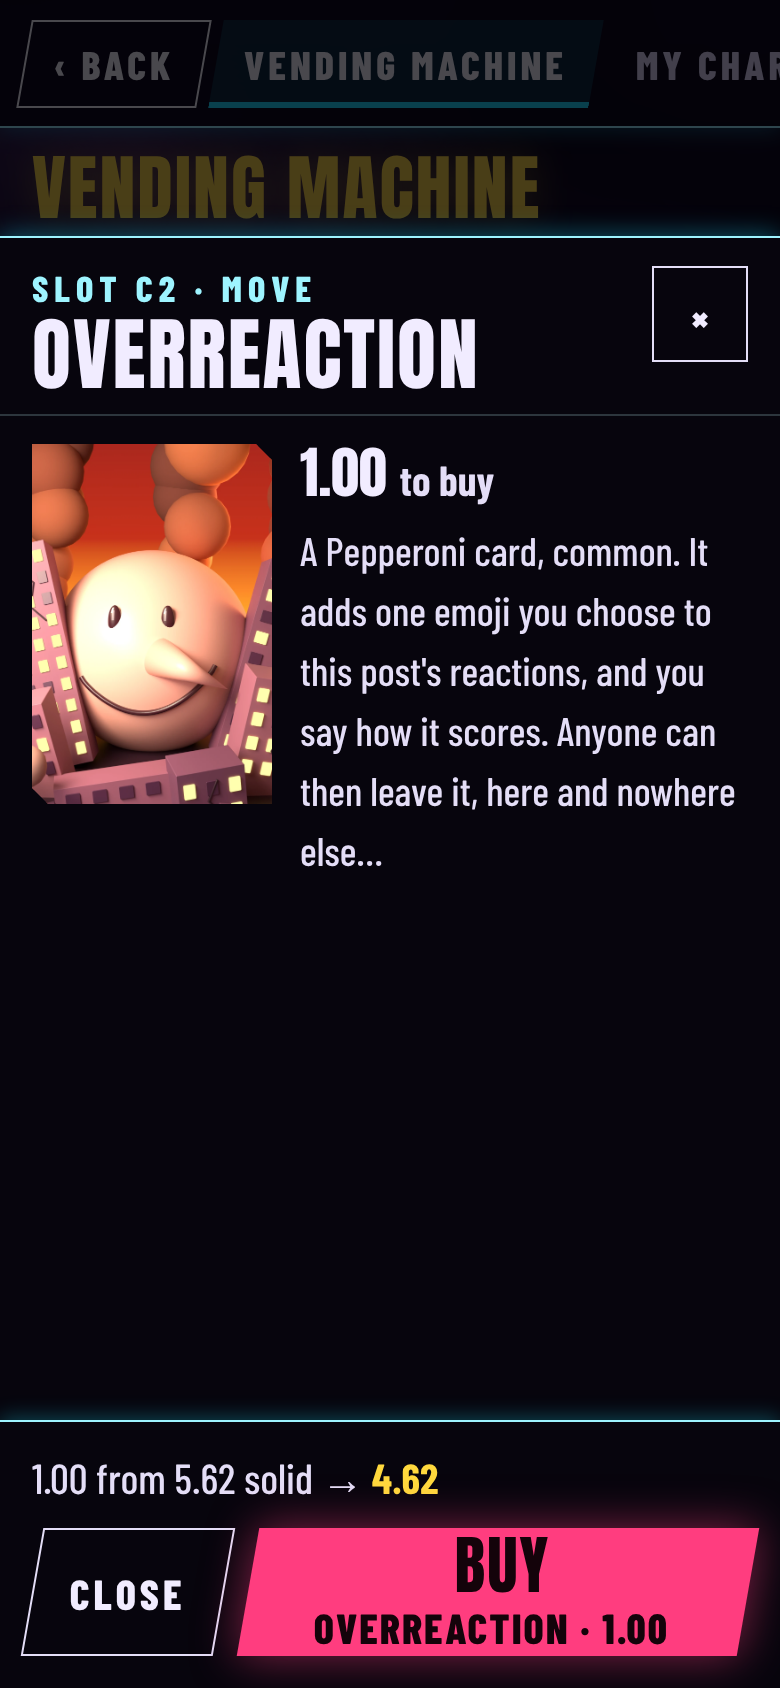 ‹ BACK
VENDING MACHINE
MY CHAR
VENDING MACHINE
SLOT C2 · MOVE
OVERREACTION
×
1.00 to buy
A Pepperoni card, common. It
adds one emoji you choose to
this post's reactions, and you
say how it scores. Anyone can
then leave it, here and nowhere
else...
1.00 from 5.62 solid → 4.62
CLOSE
BUY
OVERREACTION · 1.00